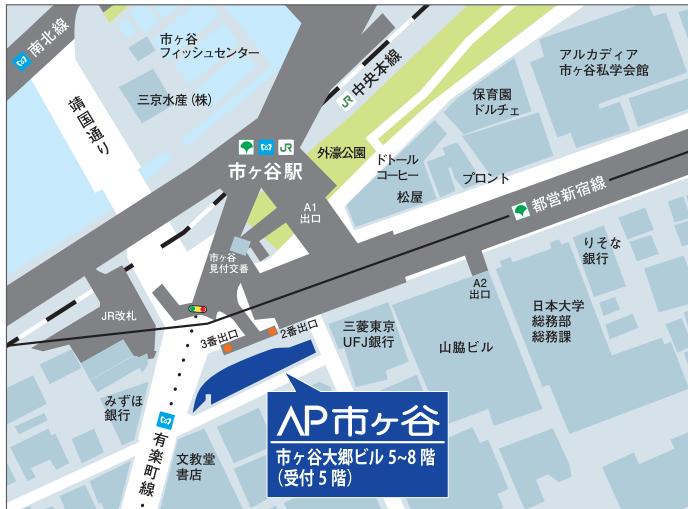 南北線
市ヶ谷
フィッシュセンター
三京水産（株）
靖国通り
JR
中央本線
アルカディア
市ヶ谷私学会館
保育園
ドルチェ
JR
市ヶ谷駅
外濠公園
ドトール
コーヒー
松屋
プロント
A1
出口
都営新宿線
市ヶ谷
見付交番
りそな
銀行
A2
出口
JR改札
3番出口
2番出口
三菱東京
UFJ銀行
山脇ビル
日本大学
総務部
総務課
みずほ
銀行
有楽町線
文教堂
書店
AP市ヶ谷
市ヶ谷大郷ビル 5~8 階
（受付 5 階）